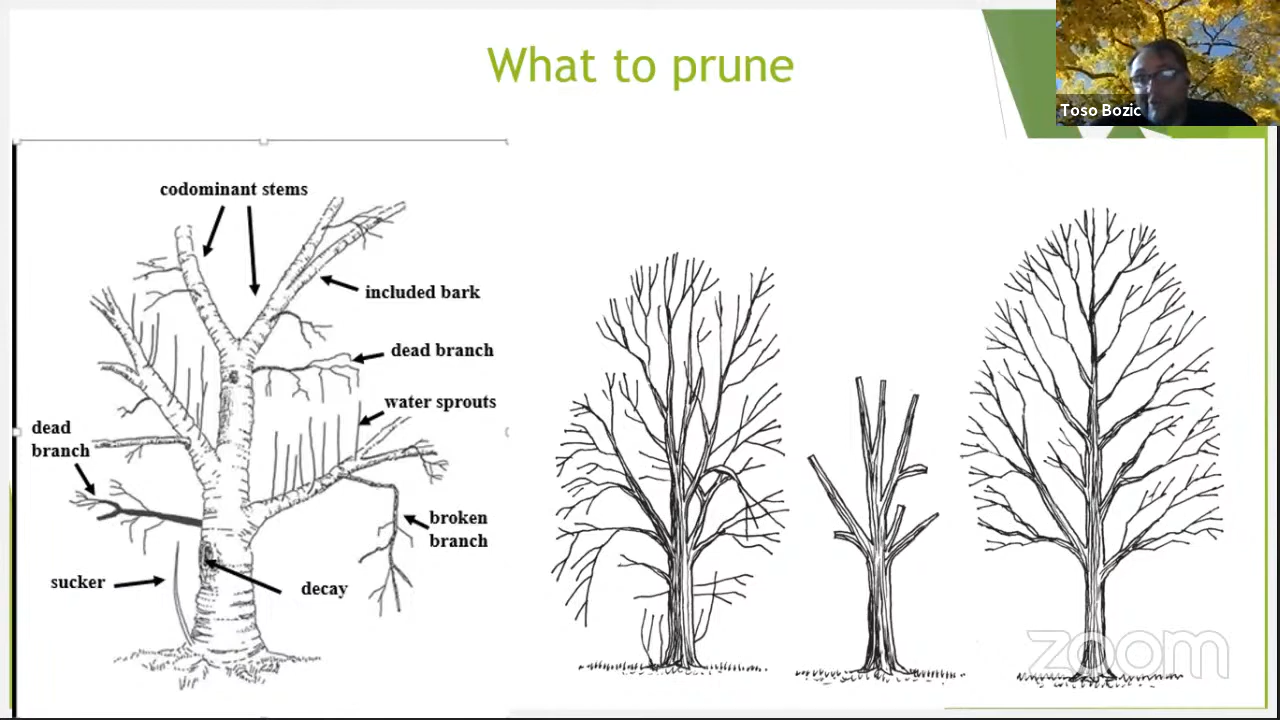 What to prune
Toso Bozic
codominant stems
included bark
dead branch
water sprouts
dead
branch
broken
branch
sucker
decay
zoom